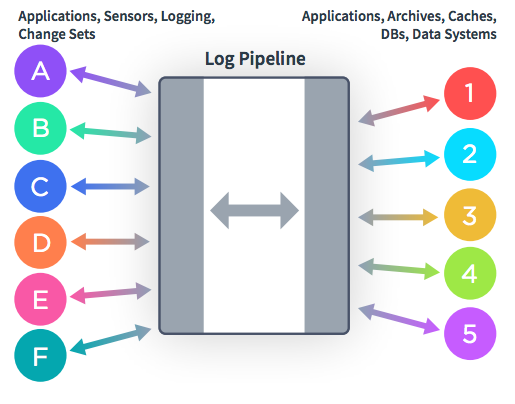 Applications, Sensors, Logging,
Change Sets
Applications, Archives, Caches,
DBs, Data Systems
Log Pipeline
A
B
C
D
E
F
1
2
3
4
5